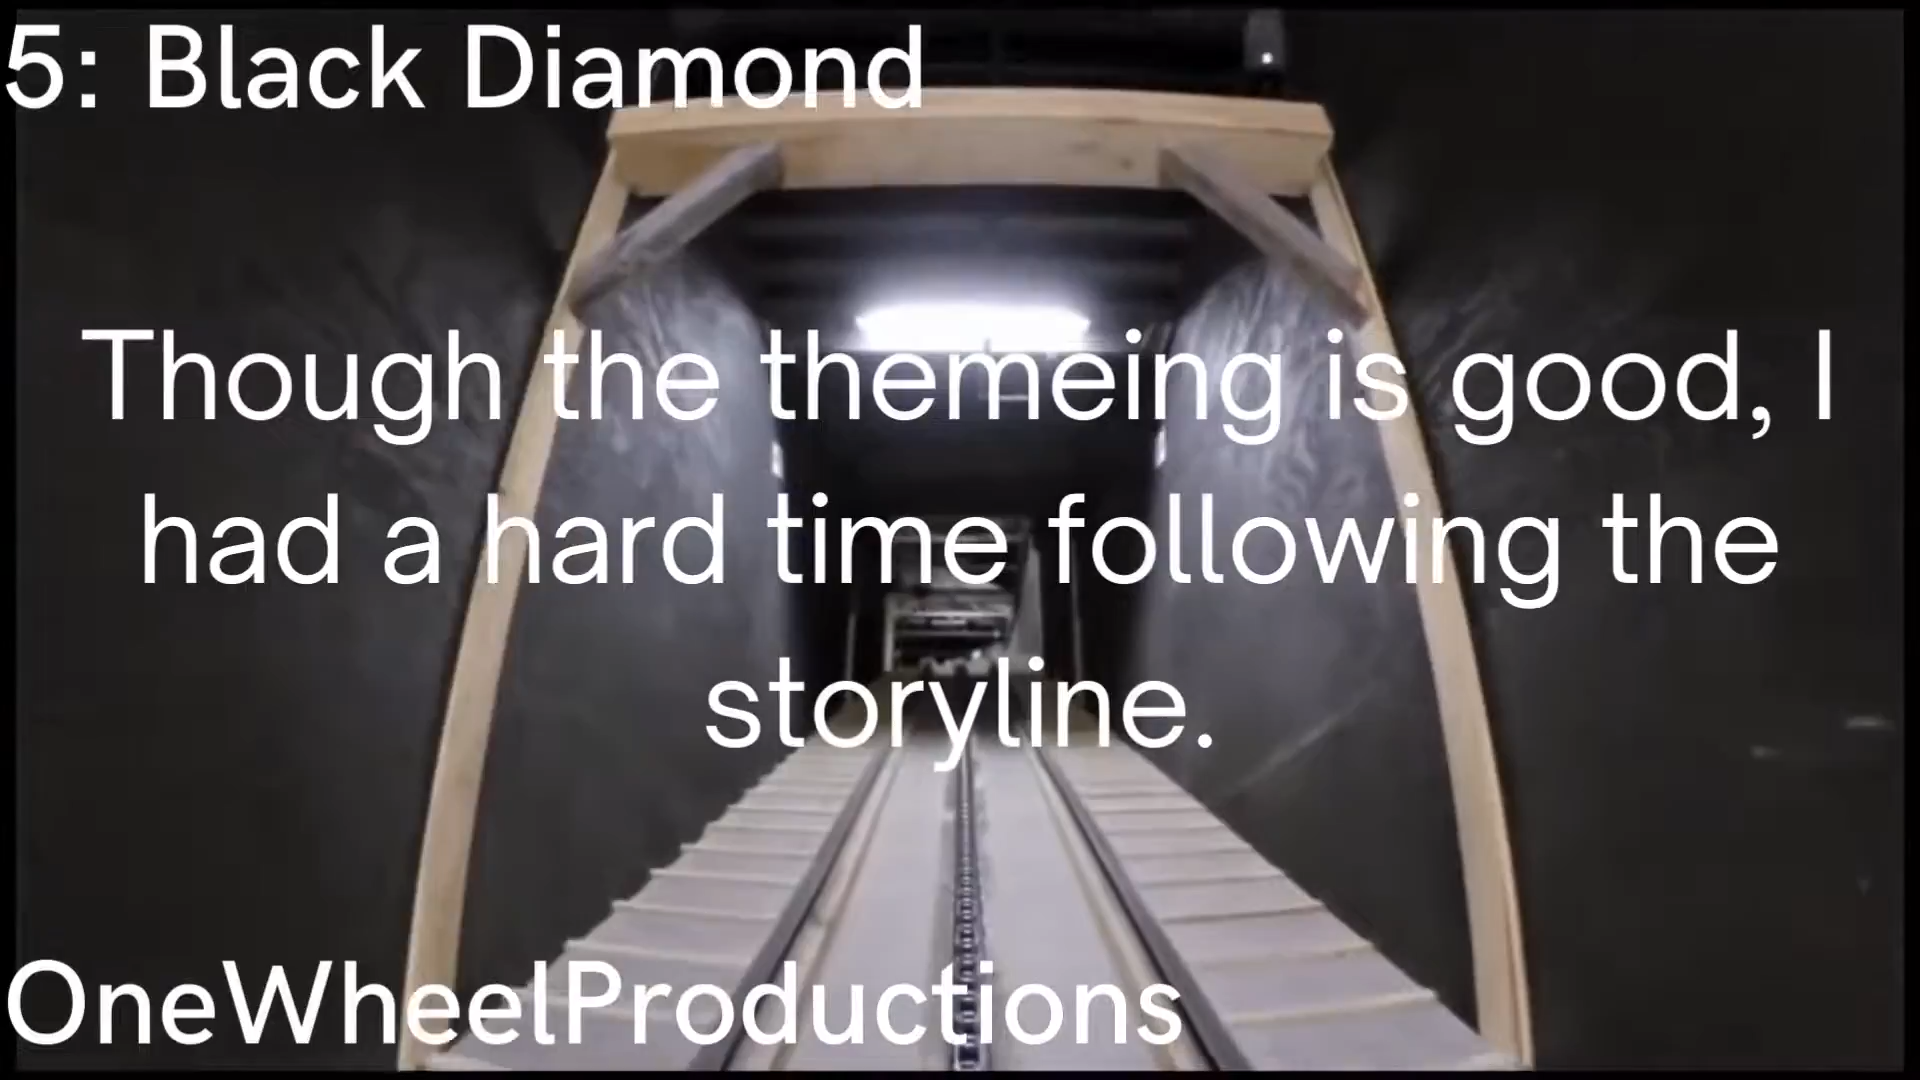 5: Black Diamond
Though the themeing is good, I
had a hard time following the
storyline.
OneWheelProductions